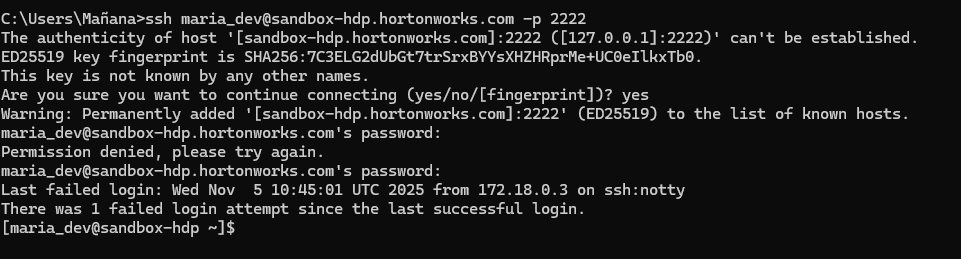 C:\Users\Mañana>ssh maria_dev@sandbox-hdp.hortonworks.com -p 2222
The authenticity of host '[sandbox-hdp.hortonworks.com]:2222 ([127.0.0.1]:2222)' can't be established.
ED25519 key fingerprint is SHA256:7C3ELG2dUbGt7trSrxBYYsXHZHRprMe+UC0eIlkxTb0.
This key is not known by any other names.
Are you sure you want to continue connecting (yes/no/[fingerprint])? yes
Warning: Permanently added '[sandbox-hdp.hortonworks.com]:2222' (ED25519) to the list of known hosts.
maria_dev@sandbox-hdp.hortonworks.com's password:
Permission denied, please try again.
maria_dev@sandbox-hdp.hortonworks.com's password:
Last failed login: Wed Nov  5 10:45:01 UTC 2025 from 172.18.0.3 on ssh:notty
There was 1 failed login attempt since the last successful login.
[maria_dev@sandbox-hdp ~]$